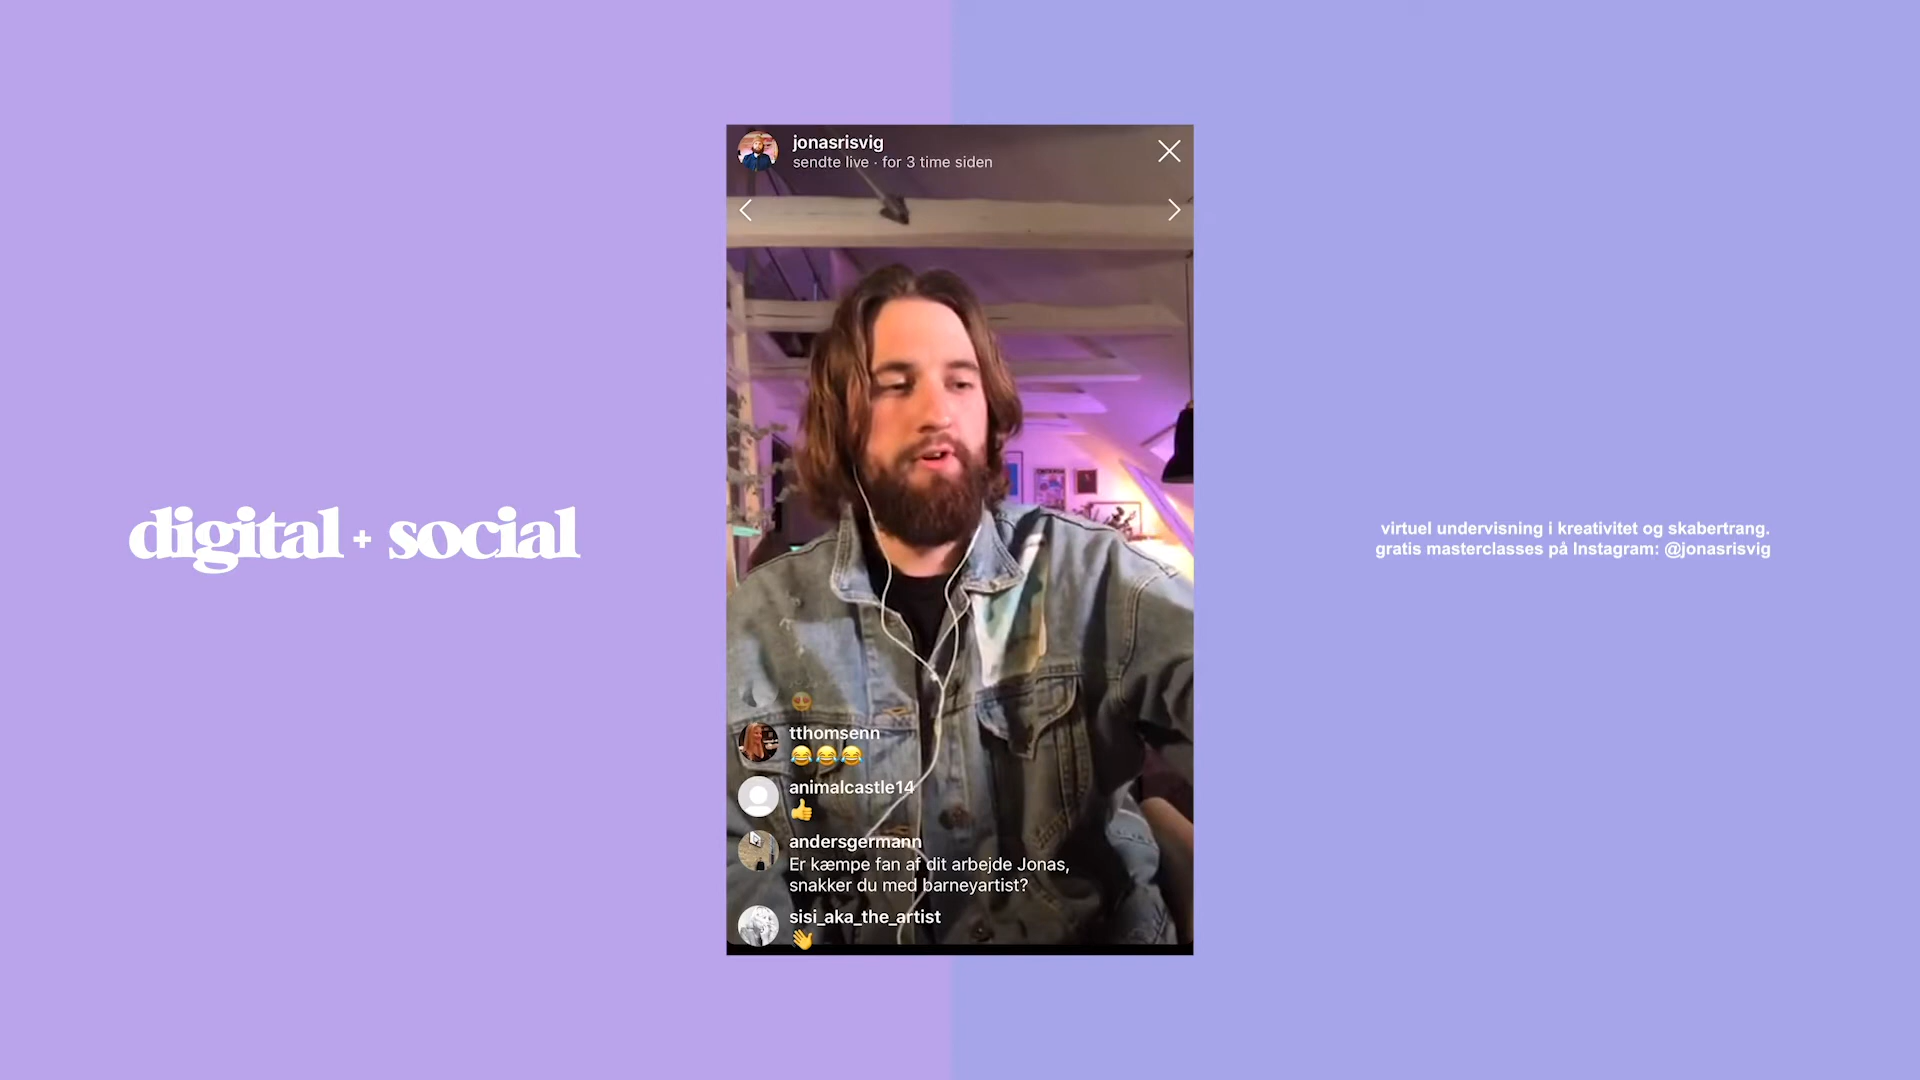 jonasrisvig
sendte live · for 3 time siden
digital + social
virtuel undervisning i kreativitet og skabertrang.
gratis masterclasses på Instagram: @jonasrisvig
😍
tthomsenn
😂😂😂
animalcastle14
👍
andersgermann
Er kæmpe fan af dit arbejde Jonas,
snakker du med barneyartist?
sisi_aka_the_artist
👋